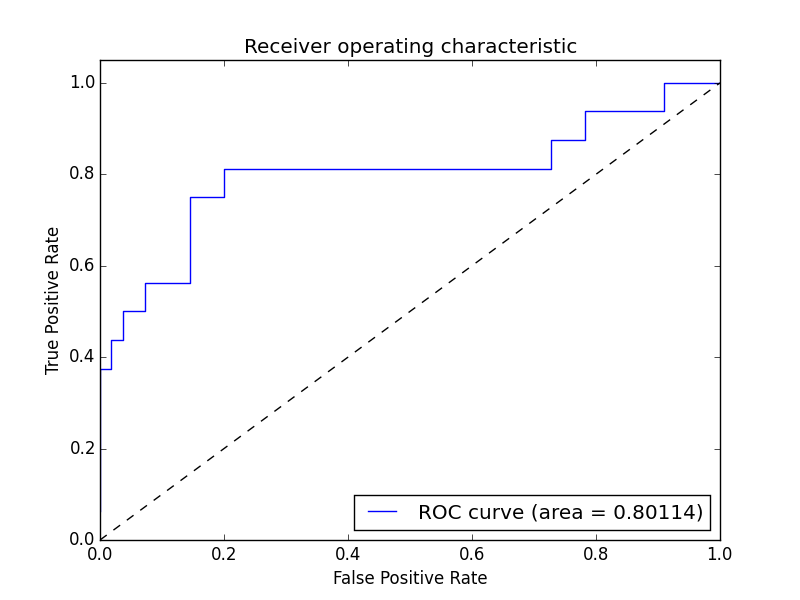 Receiver operating characteristic
1.0
0.8
0.6
0.4
0.2
0.0
True Positive Rate
ROC curve (area = 0.80114)
0.0 0.2 0.4 0.6 0.8 1.0
False Positive Rate